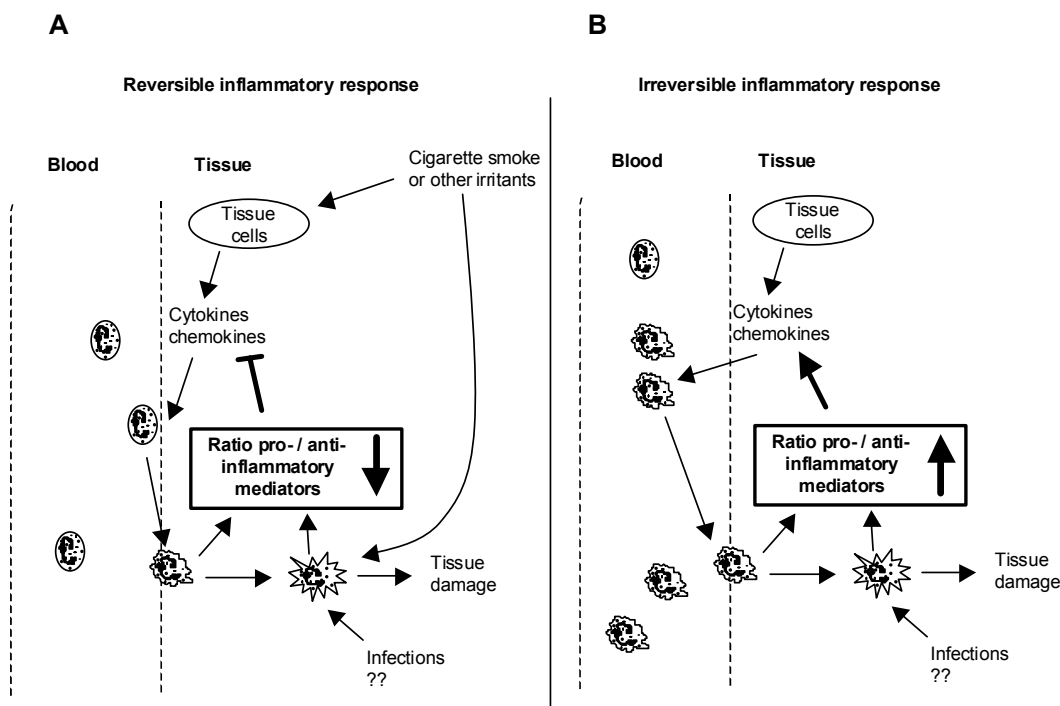 A
Reversible inflammatory response
Blood
Tissue
Cigarette smoke
or other irritants
Tissue
cells
Cytokines
chemokines
Ratio pro- / anti-
inflammatory
mediators
Tissue
damage
Infections
??
B
Irreversible inflammatory response
Blood
Tissue
Tissue
cells
Cytokines
chemokines
Ratio pro- / anti-
inflammatory
mediators
Tissue
damage
Infections
??